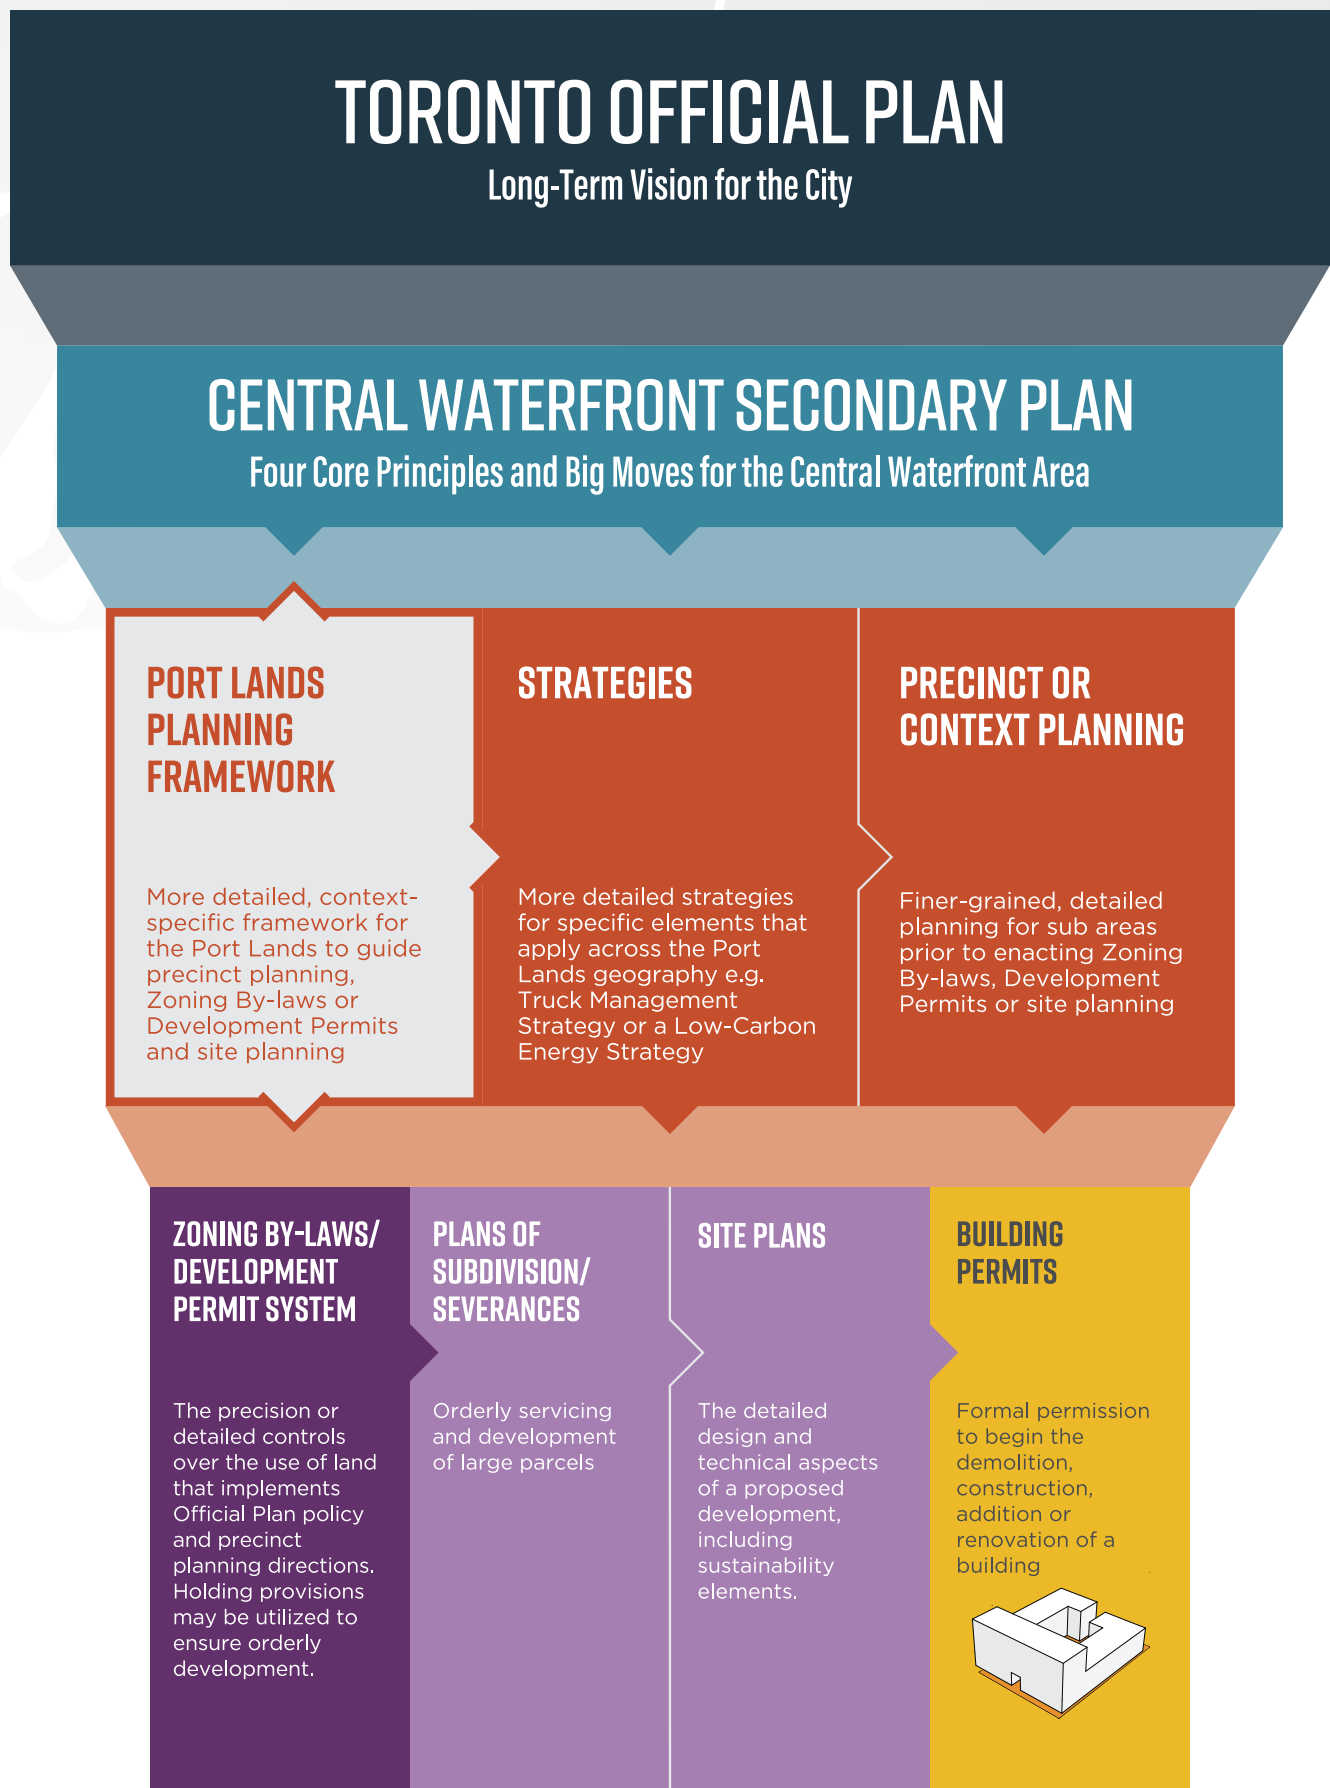 TORONTO OFFICIAL PLAN
Long-Term Vision for the City
CENTRAL WATERFRONT SECONDARY PLAN
Four Core Principles and Big Moves for the Central Waterfront Area
PORT LANDS
PLANNING
FRAMEWORK
More detailed, context-
specific framework for
the Port Lands to guide
precinct planning,
Zoning By-laws or
Development Permits
and site planning
STRATEGIES
More detailed strategies
for specific elements that
apply across the Port
Lands geography e.g.
Truck Management
Strategy or a Low-Carbon
Energy Strategy
PRECINCT OR
CONTEXT PLANNING
Finer-grained, detailed
planning for sub areas
prior to enacting Zoning
By-laws, Development
Permits or site planning
ZONING BY-LAWS/
DEVELOPMENT
PERMIT SYSTEM
The precision or
detailed controls
over the use of land
that implements
Official Plan policy
and precinct
planning directions.
Holding provisions
may be utilized to
ensure orderly
development.
PLANS OF
SUBDIVISION/
SEVERANCES
Orderly servicing
and development
of large parcels
SITE PLANS
The detailed
design and
technical aspects
of a proposed
development,
including
sustainability
elements.
BUILDING
PERMITS
Formal permission
to begin the
demolition,
construction,
addition or
renovation of a
building